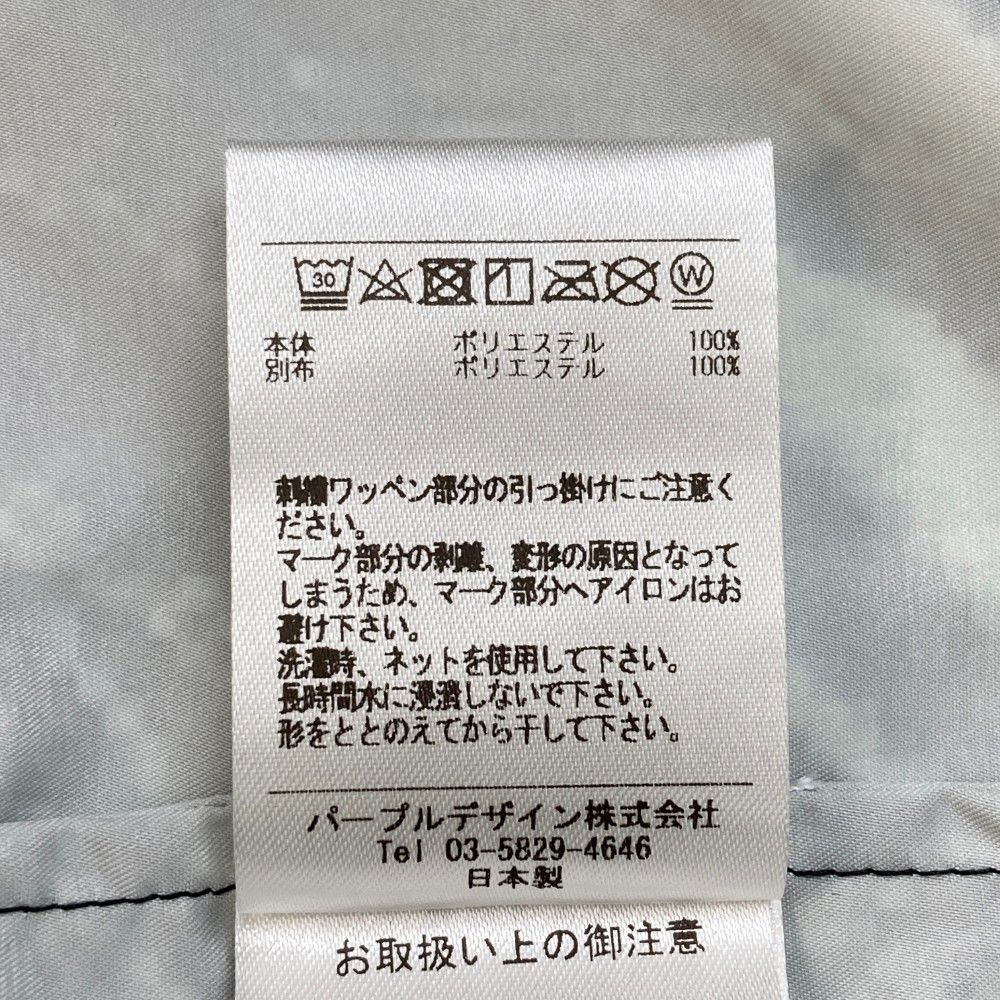 30
W
本体 ポリエステル 100%
別布 ポリエステル 100%
刺繍ワッペン部分の引っ掛けにご注意く
ださい。
マーク部分の剥離、変形の原因となって
しまうため、マーク部分へアイロンはお
避け下さい。
洗濯時、ネットを使用して下さい。
長時間水に浸漬しないで下さい。
形をととのえてから干して下さい。
パープルデザイン株式会社
Tel 03-5829-4646
日本製
お取扱い上の御注意